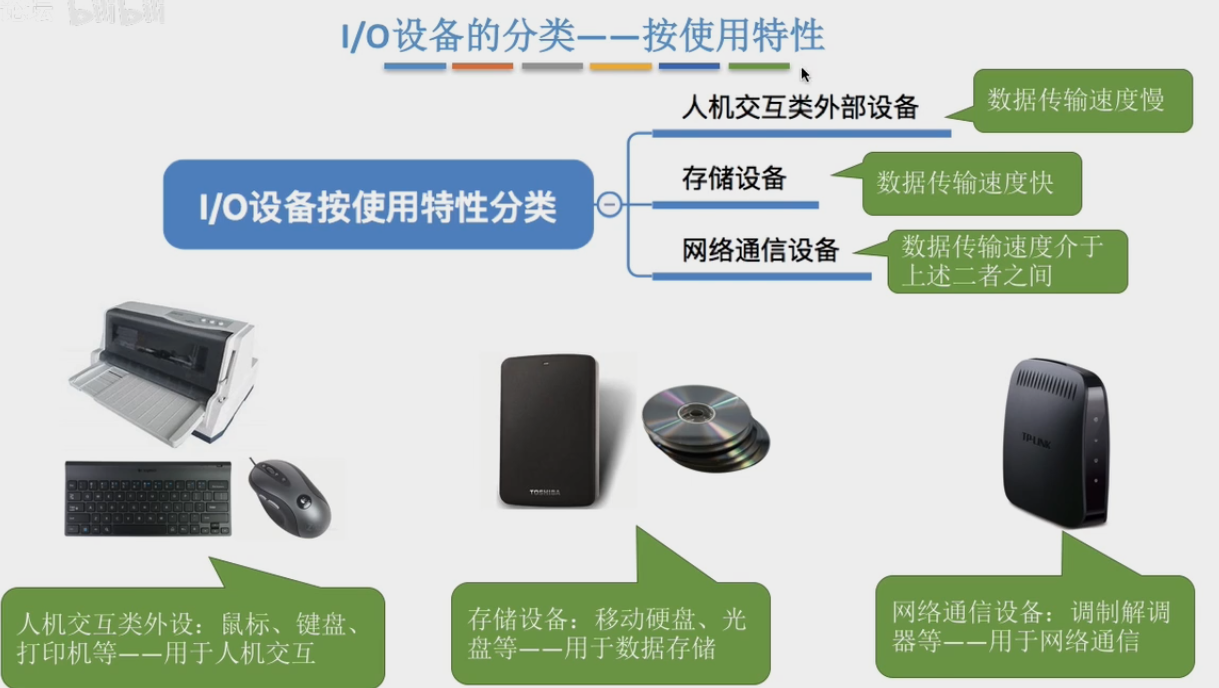 bilibili
I/O设备的分类——按使用特性
人机交互类外部设备
数据传输速度慢
I/O设备按使用特性分类
存储设备
数据传输速度快
网络通信设备
数据传输速度介于
上述二者之间
TOSHIBA
TP-LINK
人机交互类外设：鼠标、键盘、
打印机等——用于人机交互
存储设备：移动硬盘、光
盘等——用于数据存储
网络通信设备：调制解调
器等——用于网络通信